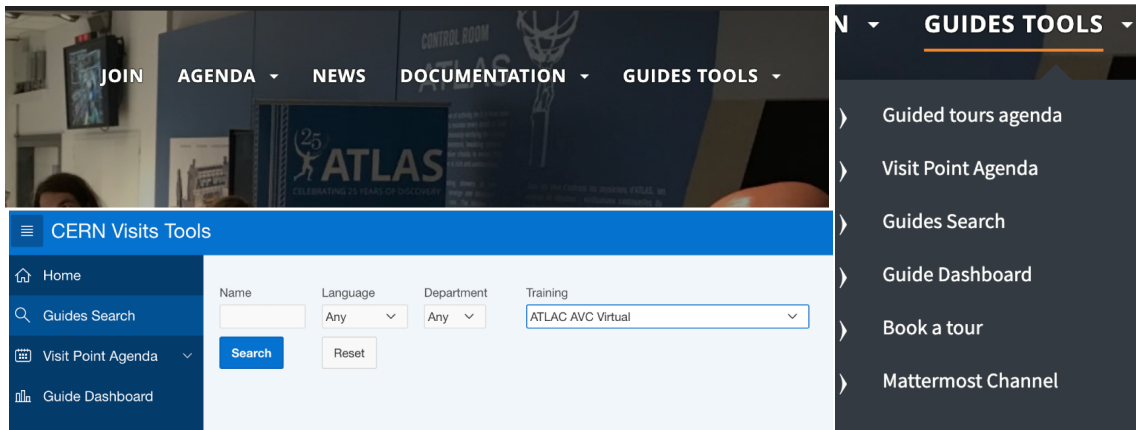 CONTROL ROOM
JOIN AGENDA NEWS DOCUMENTATION GUIDES TOOLS
25
ATLAS
CELEBRATING 25 YEARS OF DISCOVERY
CERN Visits Tools
Home
Guides Search
Visit Point Agenda
Guide Dashboard
Name Language Department Training
Any Any ATLAC AVC Virtual
Search Reset
N GUIDES TOOLS
Guided tours agenda
Visit Point Agenda
Guides Search
Guide Dashboard
Book a tour
Mattermost Channel